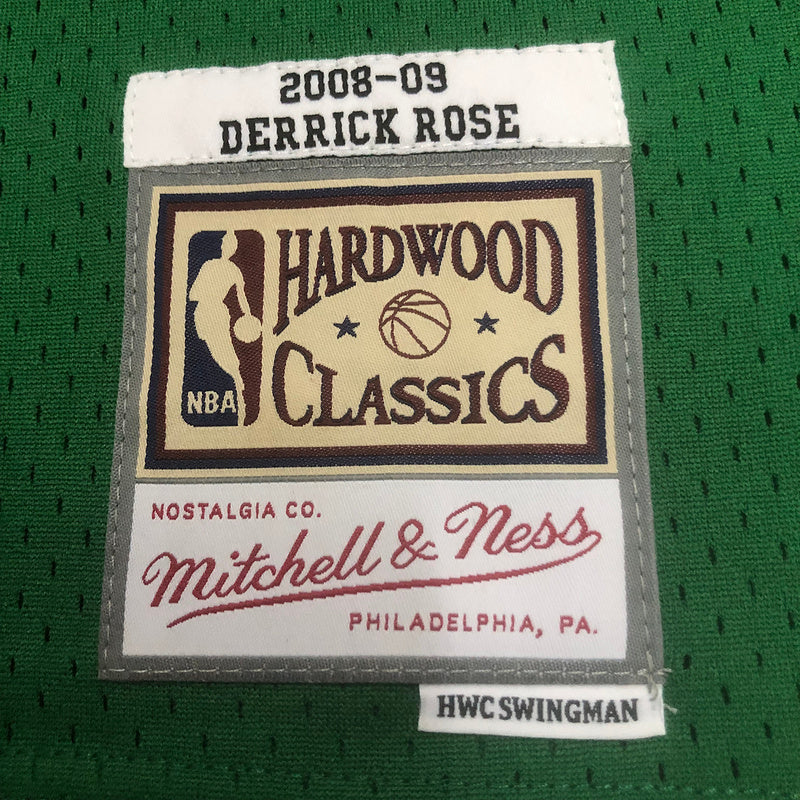 2008-09
DERRICK ROSE
HARDWOOD
CLASSICS
NBA
NOSTALGIA CO.
Mitchell & Ness
PHILADELPHIA, PA.
HWC SWINGMAN